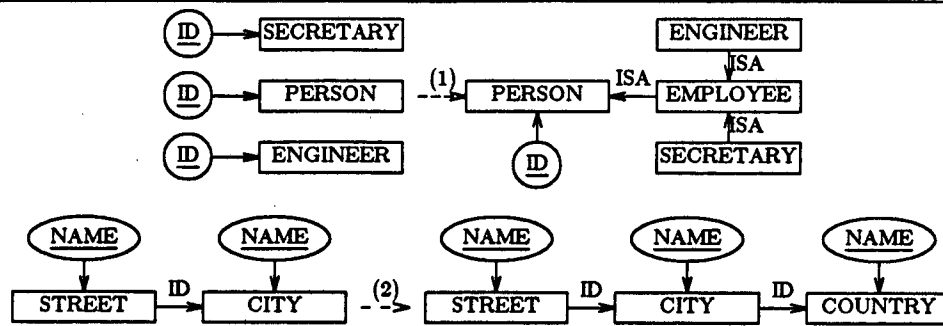 ID SECRETARY ENGINEER
ISA
ID PERSON (1) PERSON ISA EMPLOYEE
ISA
ID ENGINEER ID SECRETARY
NAME NAME NAME NAME NAME
STREET ID CITY (2) STREET ID CITY ID COUNTRY